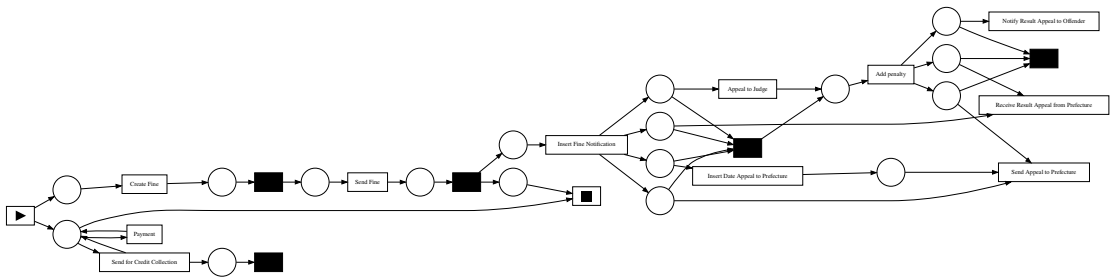 Notify Result Appeal to Offender
Add penalty
Appeal to Judge
Receive Result Appeal from Prefecture
Insert Fine Notification
Insert Date Appeal to Prefecture
Send Appeal to Prefecture
Create Fine
Send Fine
Payment
Send for Credit Collection